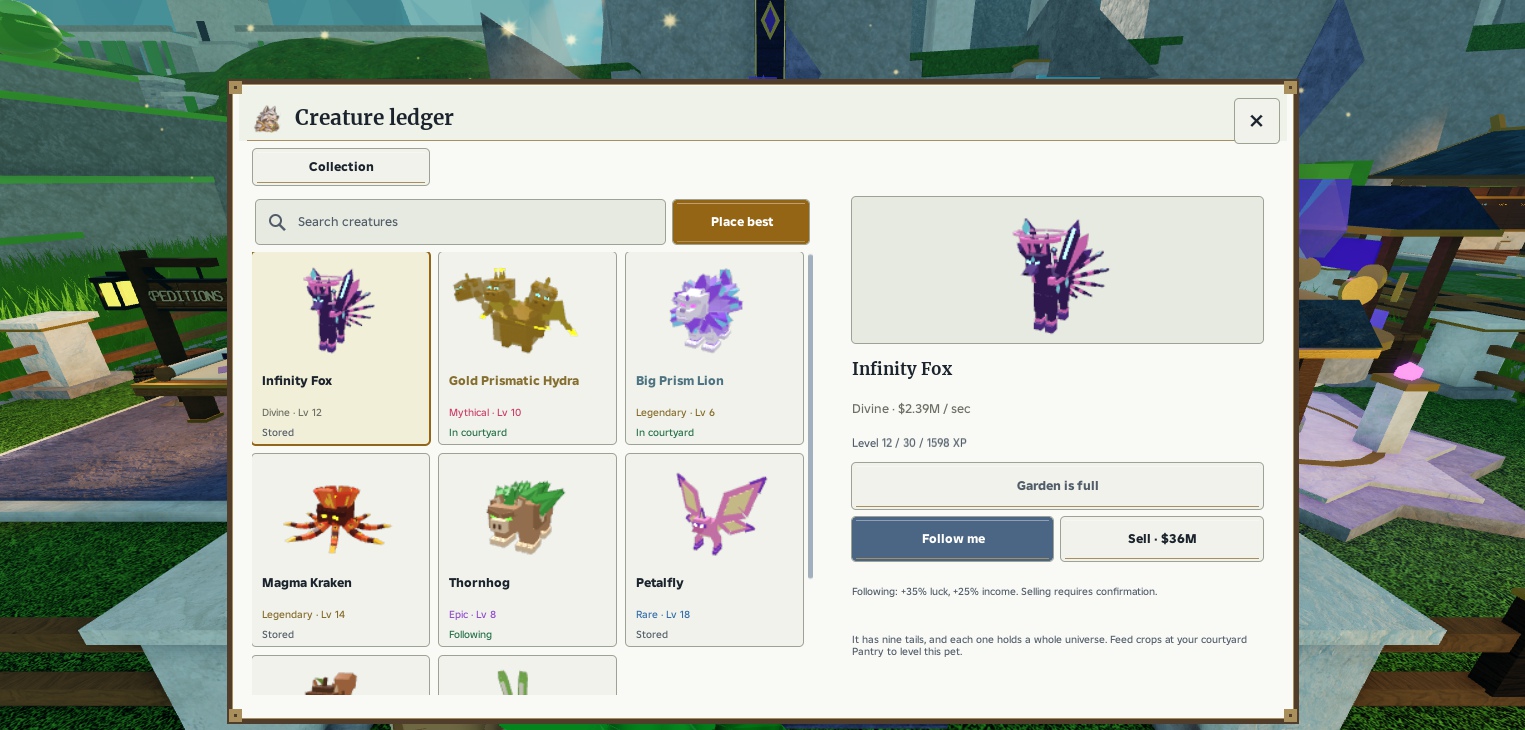 Creature ledger
×
Collection
Search creatures
Place best
Infinity Fox
Divine · Lv 12
Stored
Gold Prismatic Hydra
Mythical · Lv 10
In courtyard
Big Prism Lion
Legendary · Lv 6
In courtyard
Magma Kraken
Legendary · Lv 14
Stored
Thornhog
Epic · Lv 8
Following
Petalfly
Rare · Lv 18
Stored
Infinity Fox
Divine · $2.39M / sec
Level 12 / 30 / 1598 XP
Garden is full
Follow me
Sell · $36M
Following: +35% luck, +25% income. Selling requires confirmation.
It has nine tails, and each one holds a whole universe. Feed crops at your courtyard
Pantry to level this pet.
PEDITIONS